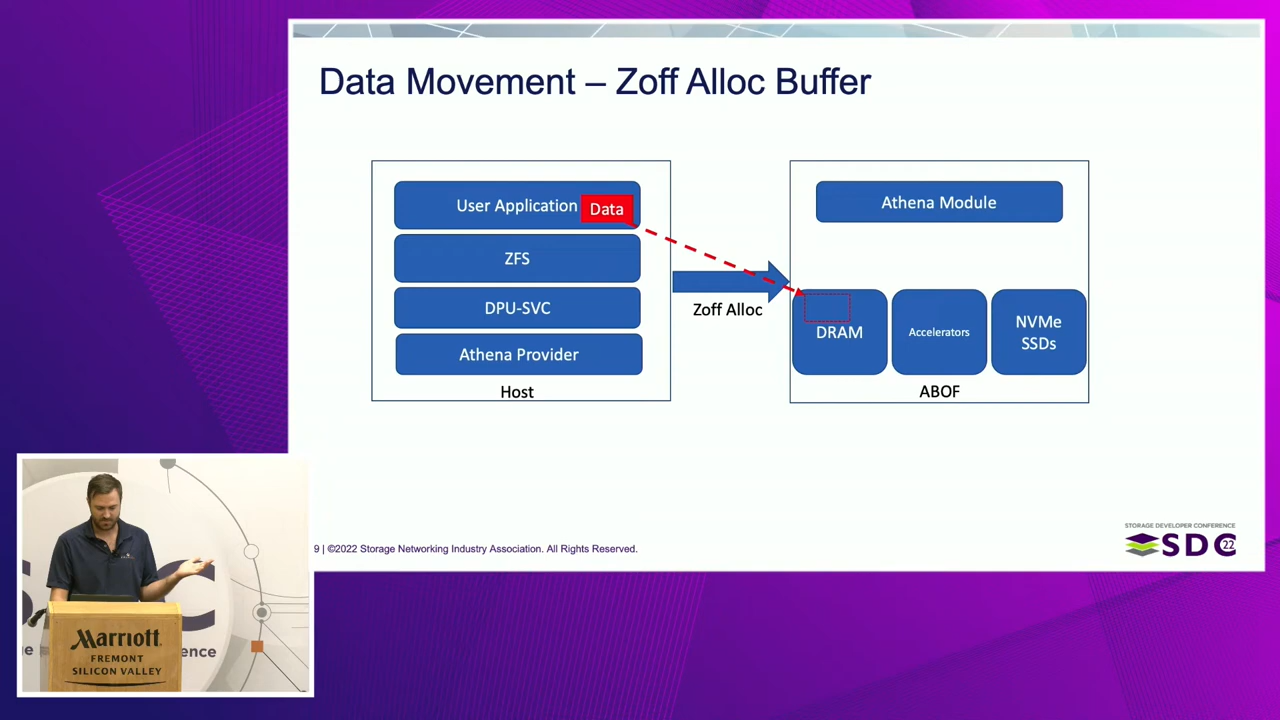 Data Movement – Zoff Alloc Buffer
User Application
Data
ZFS
DPU-SVC
Athena Provider
Host
Zoff Alloc
Athena Module
DRAM
Accelerators
NVMe
SSDs
ABOF
9 | ©2022 Storage Networking Industry Association. All Rights Reserved.
STORAGE DEVELOPER CONFERENCE
SDC
22
Marriott
FREMONT
SILICON VALLEY